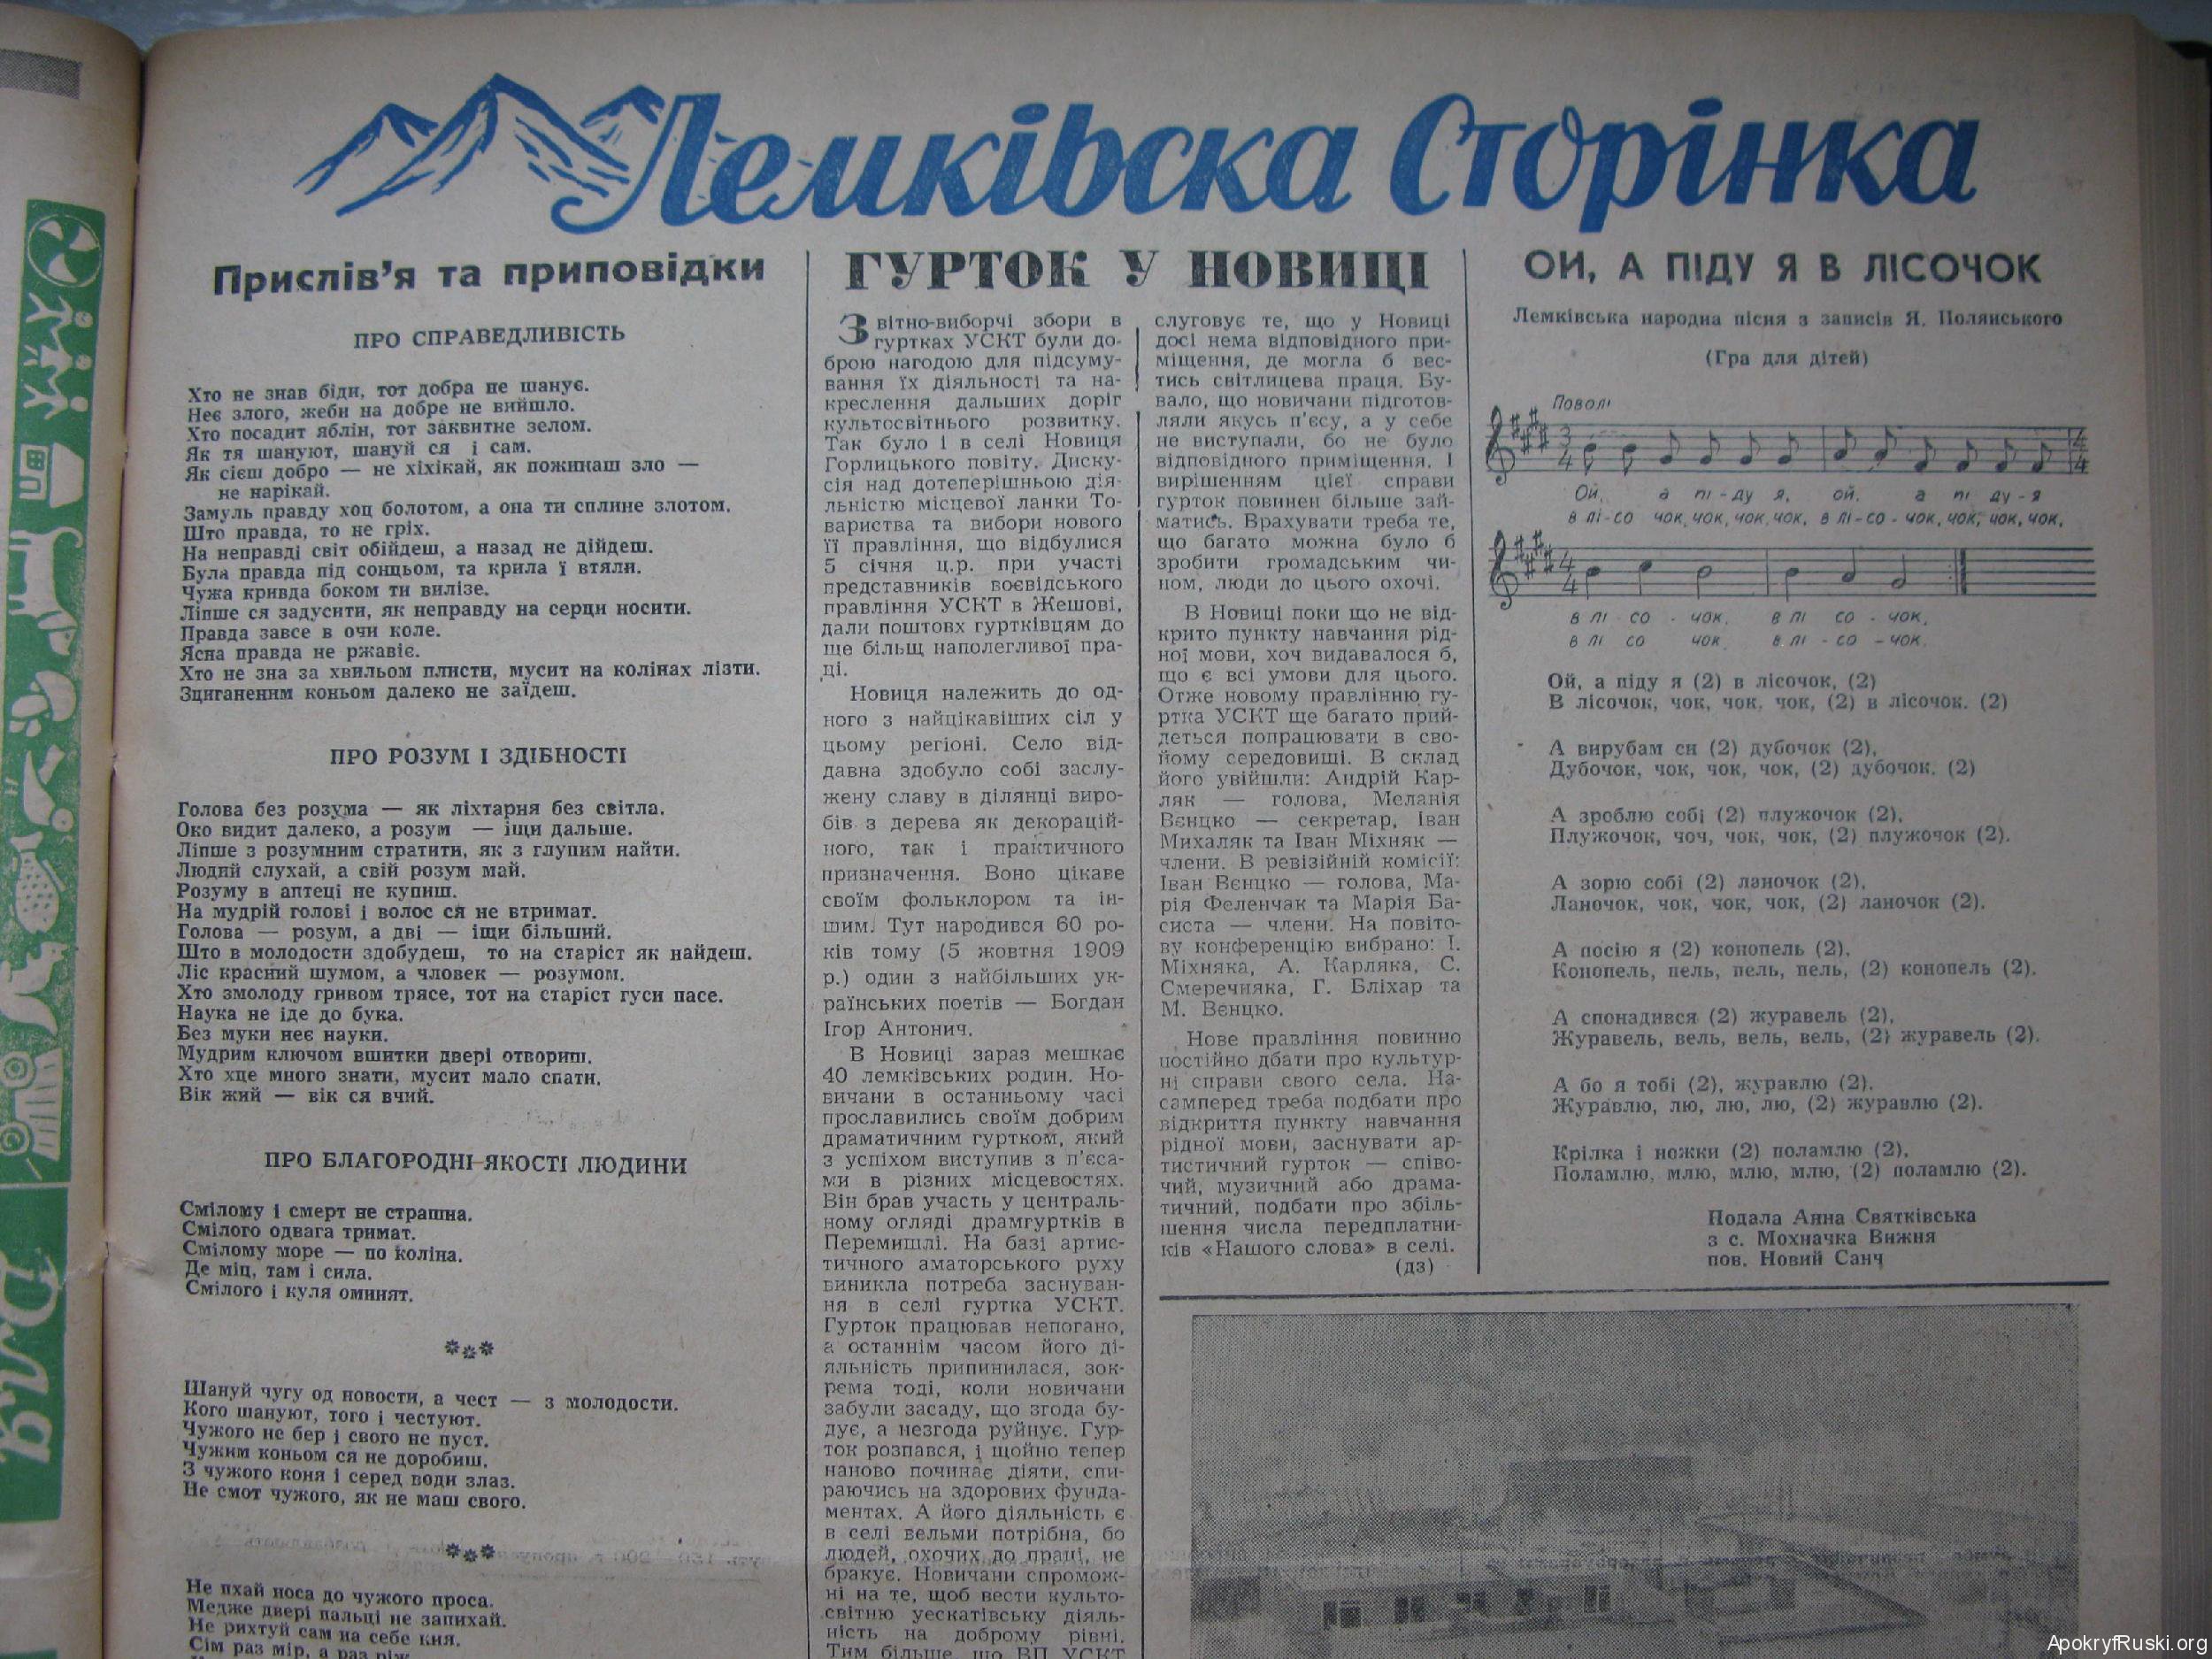 Лемківска Сторінка
Прислів’я та приповідки
ПРО СПРАВЕДЛИВІСТЬ
Хто не знав біди, тот добра не шанує.
Неє злого, жеби на добре не вийшло.
Хто посадит яблін, тот заквитне зелом.
Як тя шануют, шануй ся і сам.
Як сієш добро — не хіхікай, як пожинаш зло —
не нарікай.
Замуль правду хоц болотом, а она ти сплине злотом.
Што правда, то не гріх.
На неправді світ обійдеш, а назад не дійдеш.
Була правда під сонцьом, та крила ї втяли.
Чужа кривда боком ти вилізе.
Ліпше ся задусити, як неправду на серци носити.
Правда завсе в очи коле.
Ясна правда не ржавіє.
Хто не зна за хвильом плисти, мусит на колінах лізти.
Зциганеним коньом далеко не заїдеш.
ПРО РОЗУМ І ЗДІБНОСТІ
Голова без розума — як ліхтарня без світла.
Око видит далеко, а розум — іщи дальше.
Ліпше з розумним стратити, як з глупим найти.
Людий слухай, а свій розум май.
Розуму в аптеці не купиш.
На мудрій голові і волос ся не втримат.
Голова — розум, а дві — іщи більший.
Што в молодости здобудеш, то на старіст як найдеш.
Ліс красний шумом, а чловек — розумом.
Хто змолоду гривом трясе, тот на старіст гуси пасе.
Наука не іде до бука.
Без муки неє науки.
Мудрим ключом вшитки двері отвориш.
Хто хце много знати, мусит мало спати.
Вік жий — вік ся вчий.
ПРО БЛАГОРОДНІ ЯКОСТІ ЛЮДИНИ
Смілому і смерт не страшна.
Смілого одвага тримат.
Смілому море — по коліна.
Де міц, там і сила.
Смілого і куля оминят.
***
Шануй чугу од новости, а чест — з молодости.
Кого шануют, того і честуют.
Чужого не бер і свого не пуст.
Чужим коньом ся не доробиш.
З чужого коня і серед води злаз.
Не смот чужого, як не маш свого.
***
Не пхай носа до чужого проса.
Медже двері пальці не запихай.
Не рихтуй сам на себе кия.
Сім раз мір, а раз ріж.
ГУРТОК У НОВИЦІ
Звітно-виборчі збори в
гуртках УСКТ були до-
брою нагодою для підсуму-
вання їх діяльності та на-
креслення дальших доріг
культосвітнього розвитку.
Так було і в селі Новиця
Горлицького повіту. Диску-
сія над дотеперішньою дія-
льністю місцевої ланки То-
вариства та вибори нового
її правління, що відбулися
5 січня ц.р. при участі
представників воєвідського
правління УСКТ в Жешові,
дали поштовх гуртківцям до
ще більш наполегливої пра-
ці.
Новиця належить до од-
ного з найцікавіших сіл у
цьому регіоні. Село від-
давна здобуло собі заслу-
жену славу в ділянці виро-
бів з дерева як декорацій-
ного, так і практичного
призначення. Воно цікаве
своїм фольклором та ін-
шим. Тут народився 60 ро-
ків тому (5 жовтня 1909
р.) один з найбільших ук-
раїнських поетів — Богдан
Ігор Антонич.
В Новиці зараз мешкає
40 лемківських родин. Но-
вичани в останньому часі
прославились своїм добрим
драматичним гуртком, який
з успіхом виступив з п’єса-
ми в різних місцевостях.
Він брав участь у централь-
ному огляді драмгуртків в
Перемишлі. На базі артис-
тичного аматорського руху
виникла потреба заснуван-
ня в селі гуртка УСКТ.
Гурток працював непогано,
а останнім часом його ді-
яльність припинилася, зок-
рема тоді, коли новичани
забули засаду, що згода бу-
дує, а незгода руйнує. Гур-
ток розпався, і щойно тепер
наново починає діяти, спи-
раючись на здорових фунда-
ментах. А його діяльність є
в селі вельми потрібна, бо
людей, охочих до праці, не
бракує. Новичани спромож-
ні на те, щоб вести культо-
світню уескатівську діяль-
ність на доброму рівні.
Тим більше, що ВП УСКТ
слуговує те, що у Новиці
досі нема відповідного при-
міщення, де могла б вес-
тись світлицева праця. Бу-
вало, що новичани підготов-
ляли якусь п’єсу, а у себе
не виступали, бо не було
відповідного приміщення. І
вирішенням цієї справи
гурток повинен більше зай-
матись. Врахувати треба те,
що багато можна було б
зробити громадським чи-
ном, люди до цього охочі.
В Новиці поки що не від-
крито пункту навчання рід-
ної мови, хоч видавалося б,
що є всі умови для цього.
Отже новому правлінню гу-
ртка УСКТ ще багато прий-
деться попрацювати в сво-
йому середовищі. В склад
його увійшли: Андрій Кар-
ляк — голова, Меланія
Вєнцко — секретар, Іван
Михаляк та Іван Міхняк —
члени. В ревізійній комісії:
Іван Вєнцко — голова, Ма-
рія Феленчак та Марія Ба-
систа — члени. На повіто-
ву конференцію вибрано: І.
Міхняка, А. Карляка, С.
Смеречняка, Г. Бліхар та
М. Вєнцко.
Нове правління повинно
постійно дбати про культур-
ні справи свого села. На-
самперед треба подбати про
відкриття пункту навчання
рідної мови, заснувати ар-
тистичний гурток — співо-
чий, музичний або драма-
тичний, подбати про збіль-
шення числа передплатни-
ків «Нашого слова» в селі.
(дз)
ОЙ, А ПІДУ Я В ЛІСОЧОК
Лемківська народна пісня з записів Я. Полянського
(Гра для дітей)
Поволі
3/4
4/4
Ой, а пі - ду я, ой, а пі ду - я
в лі-со чок, чок, чок, чок, в лі-со - чок, чок, чок, чок,
4/4
в лі - со - чок, в лі со - чок,
в лі со чок, в лі - со - чок.
Ой, а піду я (2) в лісочок, (2)
В лісочок, чок, чок, чок, (2) в лісочок. (2)
А вирубам си (2) дубочок (2),
Дубочок, чок, чок, чок, (2) дубочок. (2)
А зроблю собі (2) плужочок (2),
Плужочок, чоч, чок, чок, (2) плужочок (2).
А зорю собі (2) ланочок (2),
Ланочок, чок, чок, чок, (2) ланочок (2).
А посію я (2) конопель (2),
Конопель, пель, пель, пель, (2) конопель (2).
А спонадився (2) журавель (2),
Журавель, вель, вель, вель, (2) журавель (2).
А бо я тобі (2), журавлю (2),
Журавлю, лю, лю, лю, (2) журавлю (2).
Крілка і ножки (2) поламлю (2),
Поламлю, млю, млю, млю, (2) поламлю (2).
Подала Анна Святківська
з с. Мохначка Вижня
пов. Новий Санч
ApokryfRuski.org